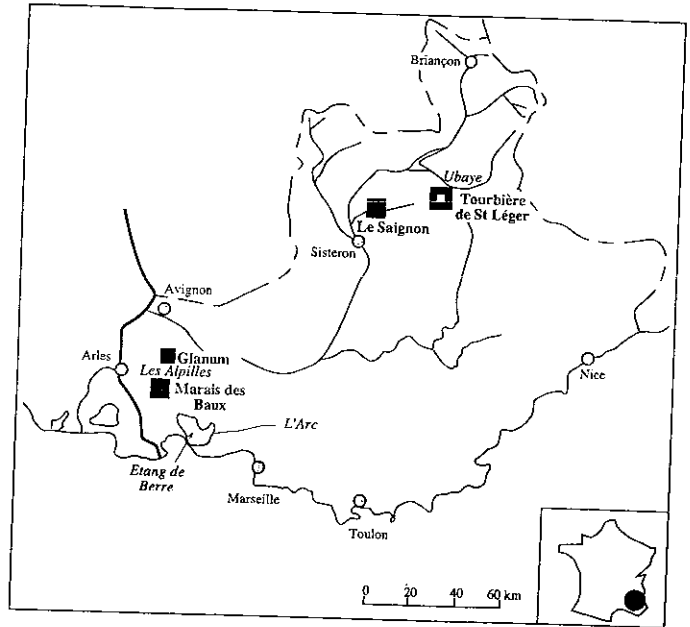 Briançon
Ubaye
Tourbière
de St Léger
Le Saignon
Sisteron
Avignon
Glanum
Arles
Les Alpilles
Marais des
Baux
Nice
L'Arc
Etang de
Berre
Marseille
Toulon
0 20 40 60 km